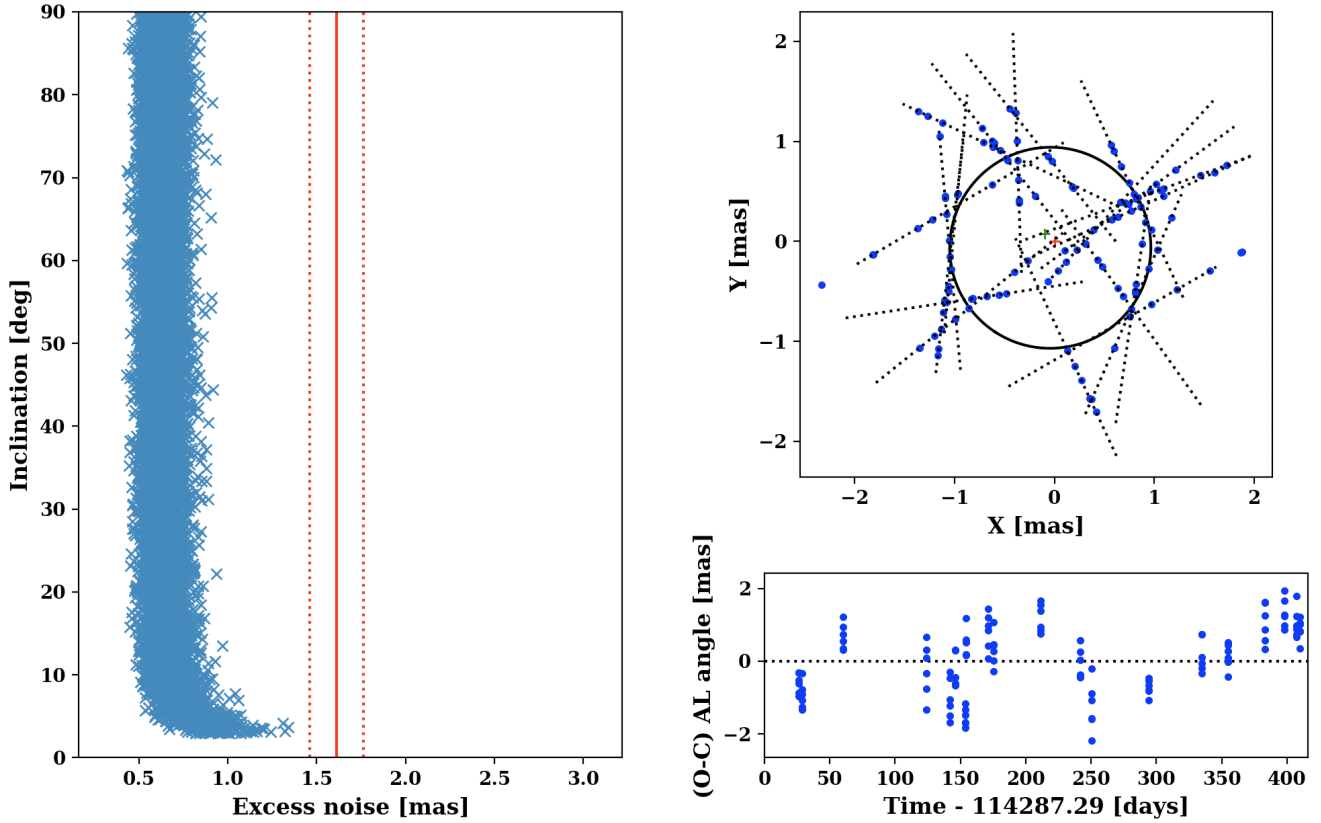 90
80
70
60
50
40
30
20
10
0
Inclination [deg]
0.5 1.0 1.5 2.0 2.5 3.0
Excess noise [mas]
2
1
0
−1
−2
Y [mas]
−2 −1 0 1 2
X [mas]
2
0
−2
(O-C) AL angle [mas]
0 50 100 150 200 250 300 350 400
Time - 114287.29 [days]